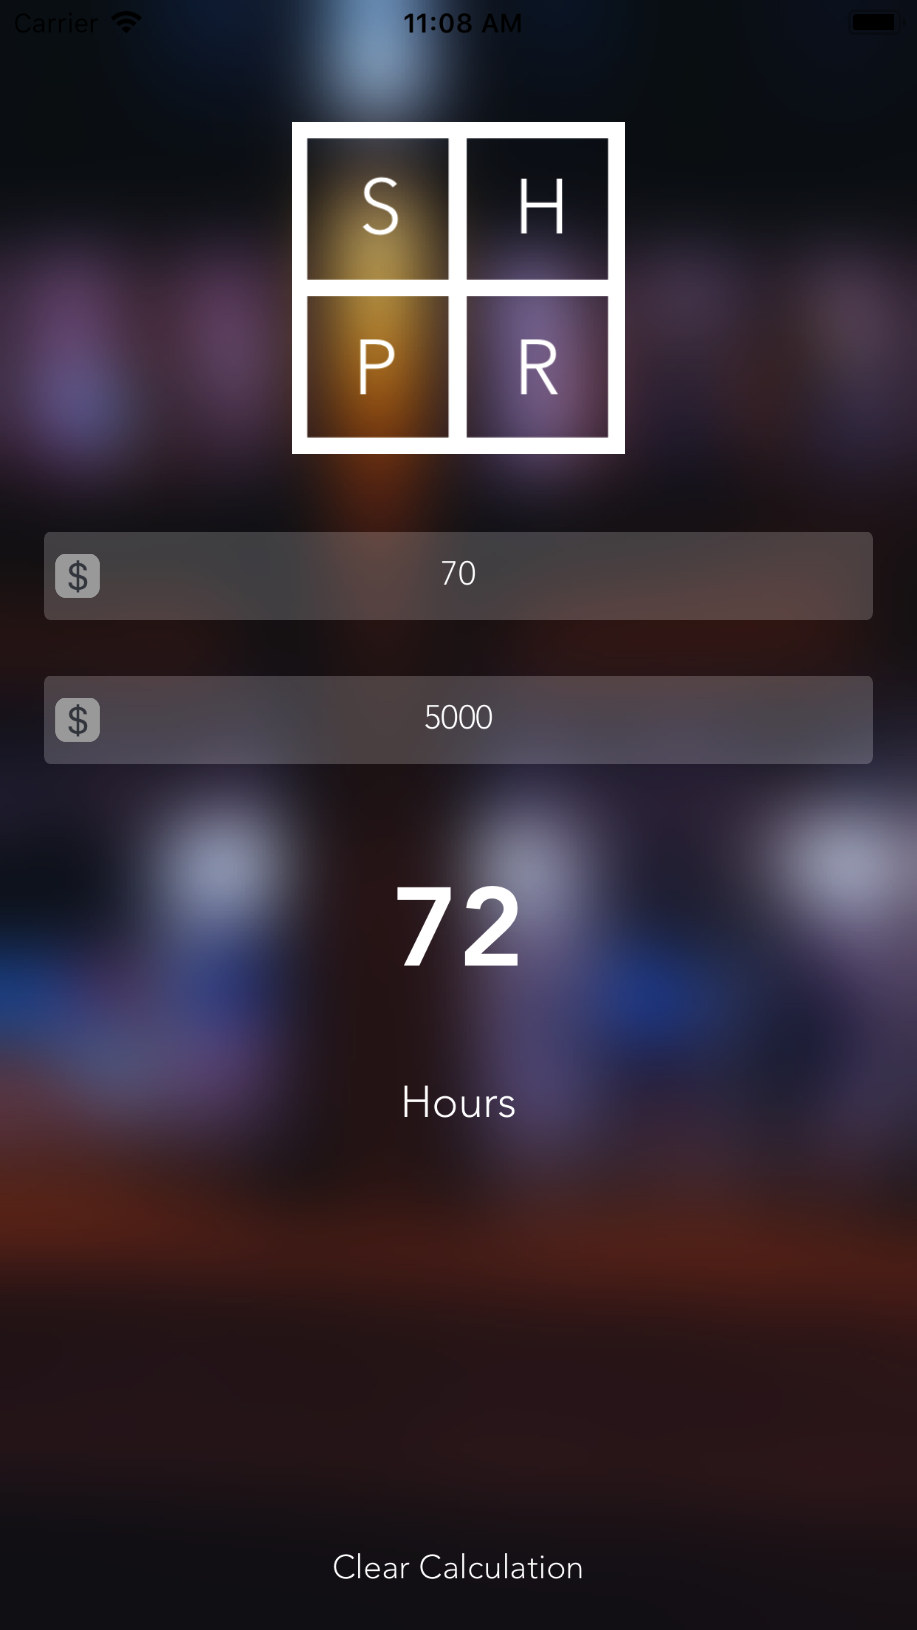 Carrier 11:08 AM
S H
P R
$ 70
$ 5000
72
Hours
Clear Calculation